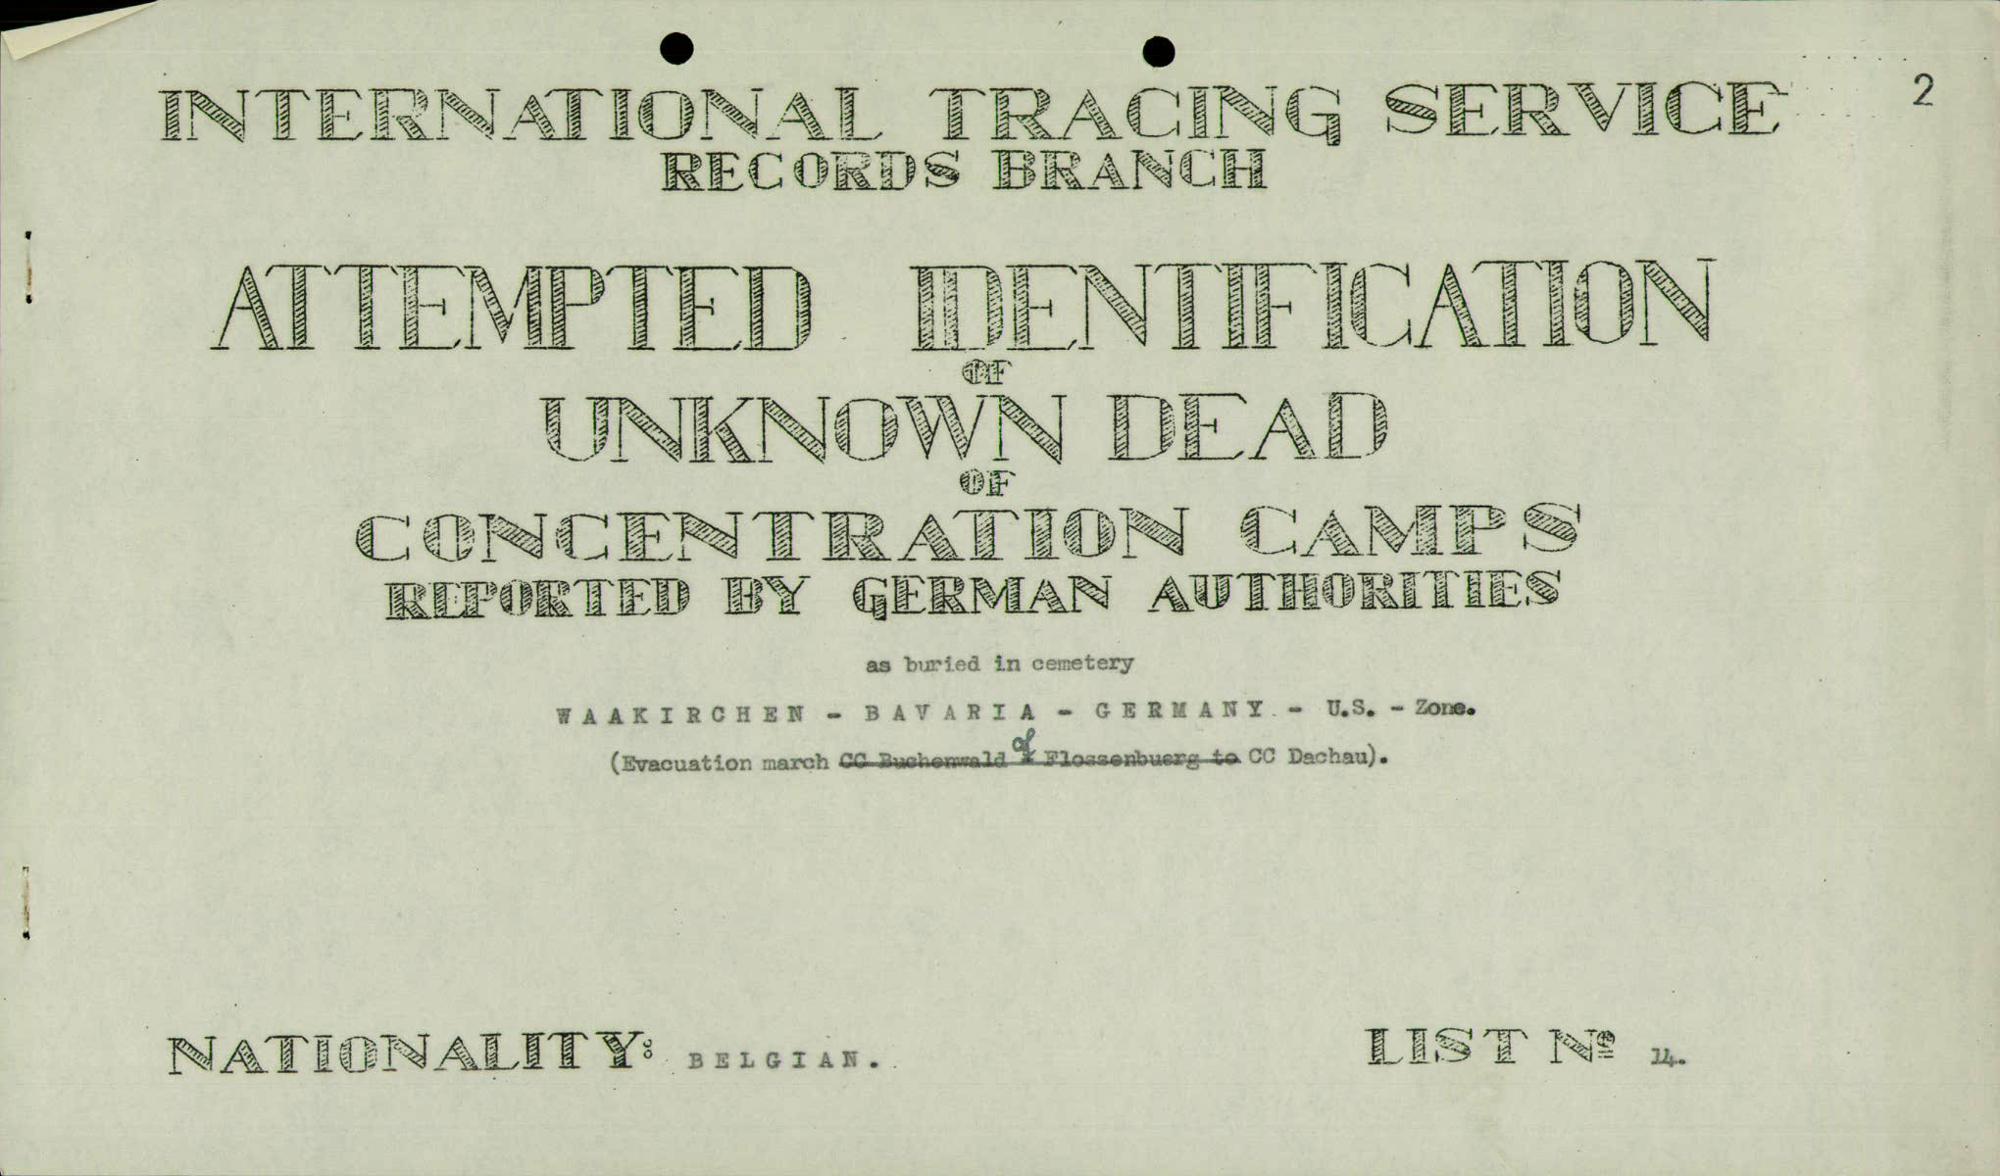 2
INTERNATIONAL TRACING SERVICE
RECORDS BRANCH
ATTEMPTED IDENTIFICATION
OF
UNKNOWN DEAD
OF
CONCENTRATION CAMPS
REPORTED BY GERMAN AUTHORITIES
as buried in cemetery
WAAKIRCHEN - BAVARIA - GERMANY - U.S. - Zone.
(Evacuation march CC Buchenwald of Flossenbuerg to CC Dachau).
NATIONALITY: BELGIAN.
LIST No 14.